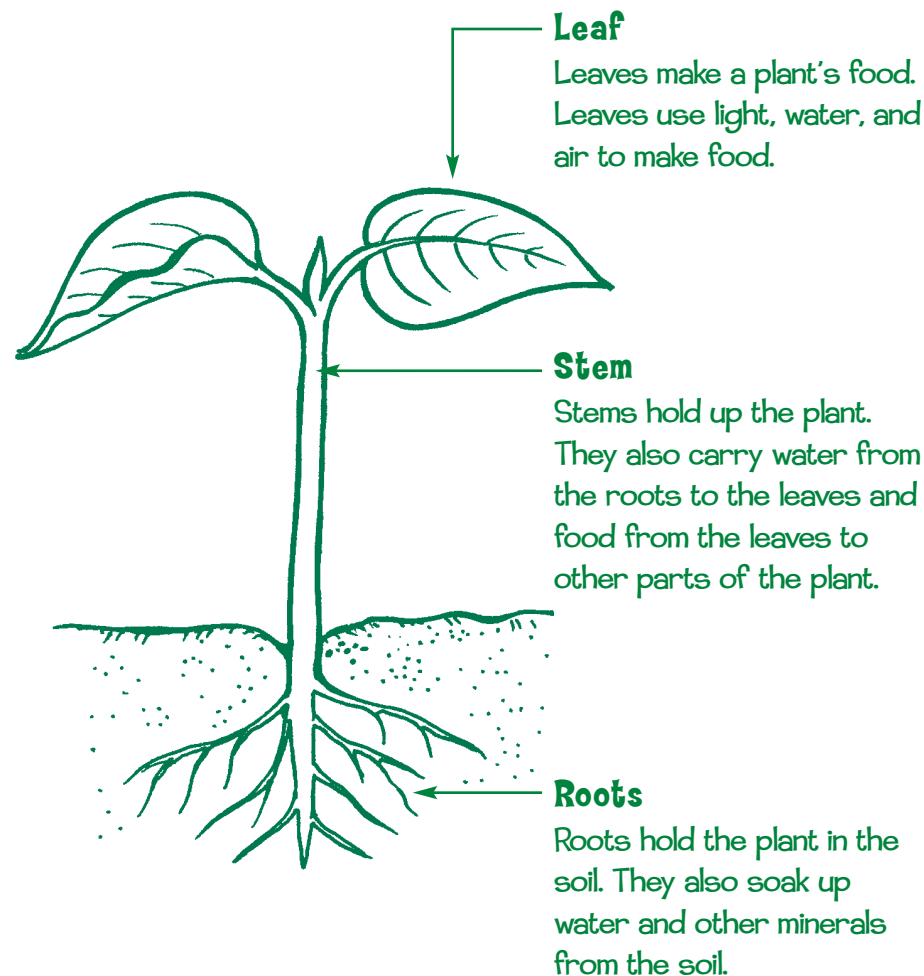 Leaf
Leaves make a plant's food.
Leaves use light, water, and
air to make food.
Stem
Stems hold up the plant.
They also carry water from
the roots to the leaves and
food from the leaves to
other parts of the plant.
Roots
Roots hold the plant in the
soil. They also soak up
water and other minerals
from the soil.